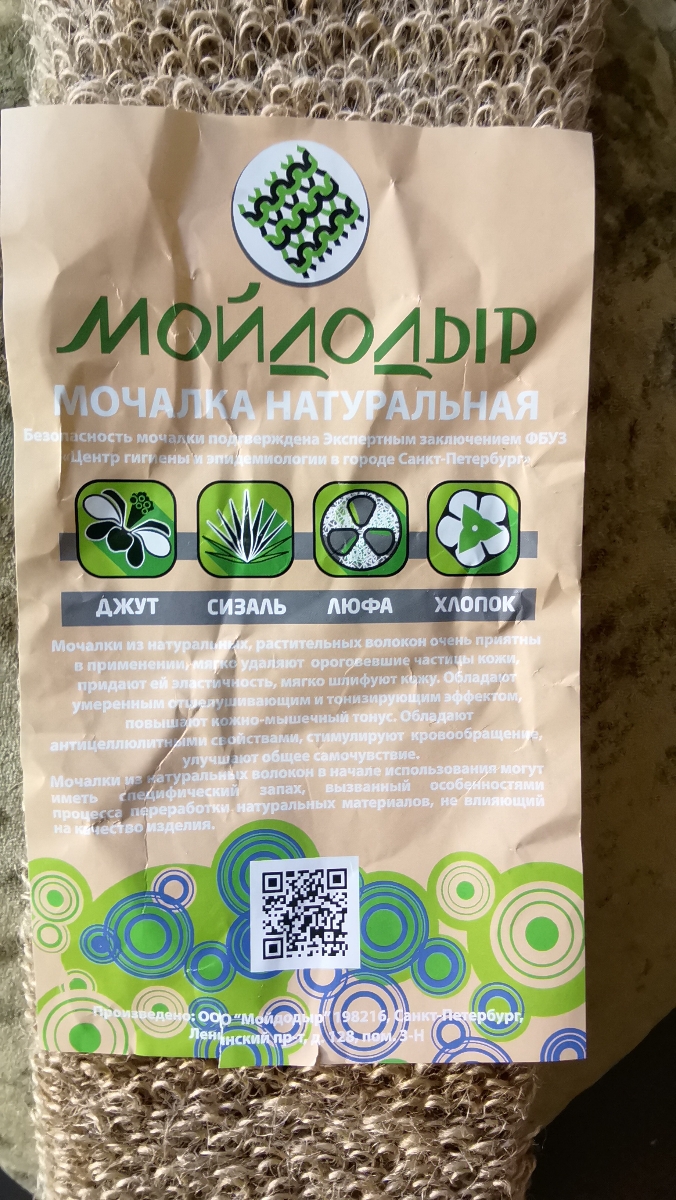 МОЙДОДЫР
МОЧАЛКА НАТУРАЛЬНАЯ
Безопасность мочалки подтверждена Экспертным заключением ФБУЗ
«Центр гигиены и эпидемиологии в городе Санкт-Петербург»
ДЖУТ СИЗАЛЬ ЛЮФА ХЛОПОК
Мочалки из натуральных, растительных волокон очень приятны
в применении, мягко удаляют ороговевшие частицы кожи,
придают ей эластичность, мягко шлифуют кожу. Обладают
умеренным отшелушивающим и тонизирующим эффектом,
повышают кожно-мышечный тонус. Обладают
антицеллюлитными свойствами, стимулируют кровообращение,
улучшают общее самочувствие.
Мочалки из натуральных волокон в начале использования могут
иметь специфический запах, вызванный особенностями
процесса переработки натуральных материалов, не влияющий
на качество изделия.
Произведено: ООО "Мойдодыр" 198216, Санкт-Петербург,
Ленинский пр-т, д. 128, пом. 3-Н